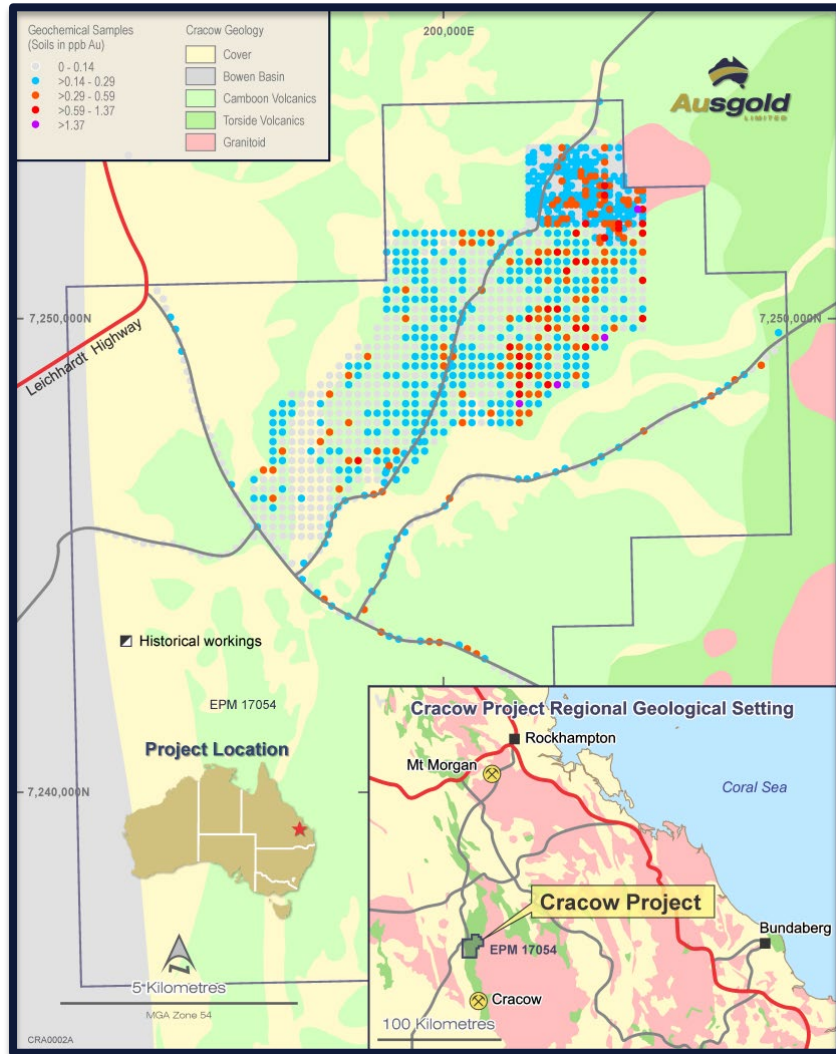 Geochemical Samples
(Soils in ppb Au)
0 - 0.14
>0.14 - 0.29
>0.29 - 0.59
>0.59 - 1.37
>1.37
Cracow Geology
Cover
Bowen Basin
Camboon Volcanics
Torside Volcanics
Granitoid
200,000E
Ausgold
LIMITED
7,250,000N
7,250,000N
Leichhardt Highway
Historical workings
EPM 17054
Project Location
7,240,000N
N
5 Kilometres
MGA Zone 54
CRA0002A
Cracow Project Regional Geological Setting
Rockhampton
Mt Morgan
Coral Sea
Cracow Project
Bundaberg
EPM 17054
Cracow
100 Kilometres